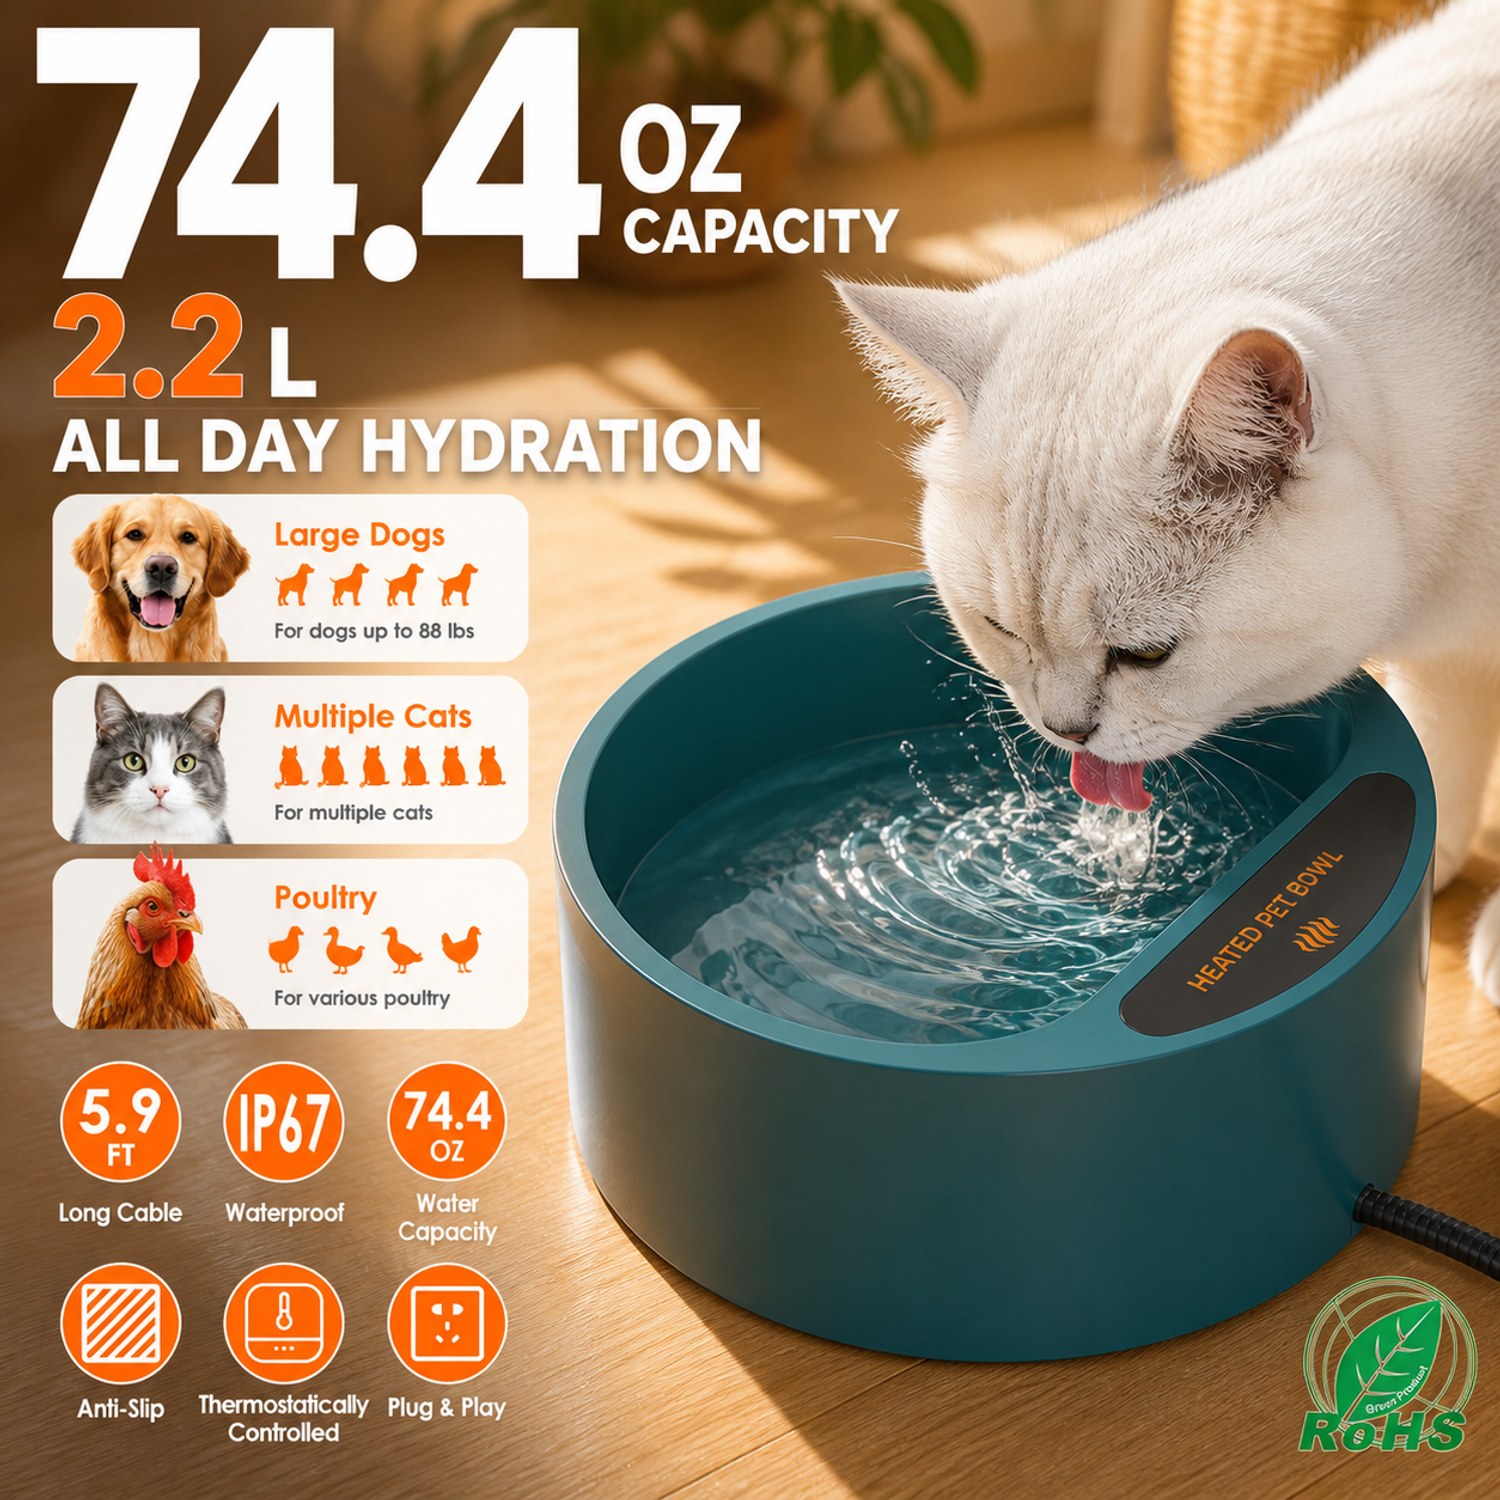 74.4 OZ
CAPACITY
2.2 L
ALL DAY HYDRATION
Large Dogs
For dogs up to 88 lbs
Multiple Cats
For multiple cats
Poultry
For various poultry
5.9
FT
Long Cable
IP67
Waterproof
74.4
OZ
Water
Capacity
Anti-Slip
Thermostatically
Controlled
Plug & Play
HEATED PET BOWL
Green Product
RoHS